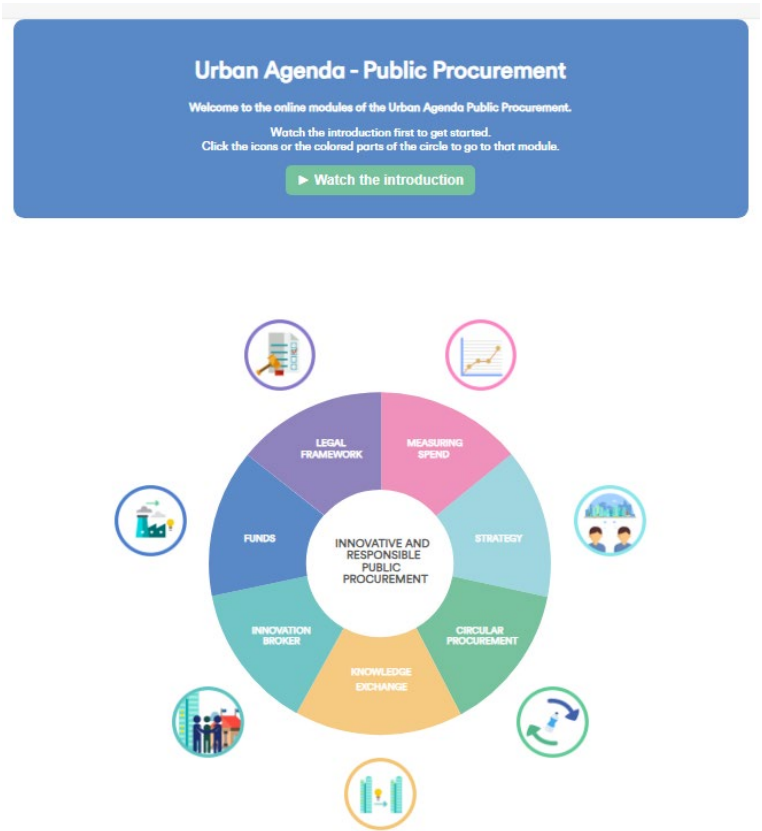 Urban Agenda - Public Procurement
Welcome to the online modules of the Urban Agenda Public Procurement.
Watch the introduction first to get started.
Click the icons or the colored parts of the circle to go to that module.
► Watch the introduction
LEGAL
FRAMEWORK
MEASURING
SPEND
FUNDS
STRATEGY
INNOVATIVE AND
RESPONSIBLE
PUBLIC
PROCUREMENT
INNOVATION
BROKER
CIRCULAR
PROCUREMENT
KNOWLEDGE
EXCHANGE